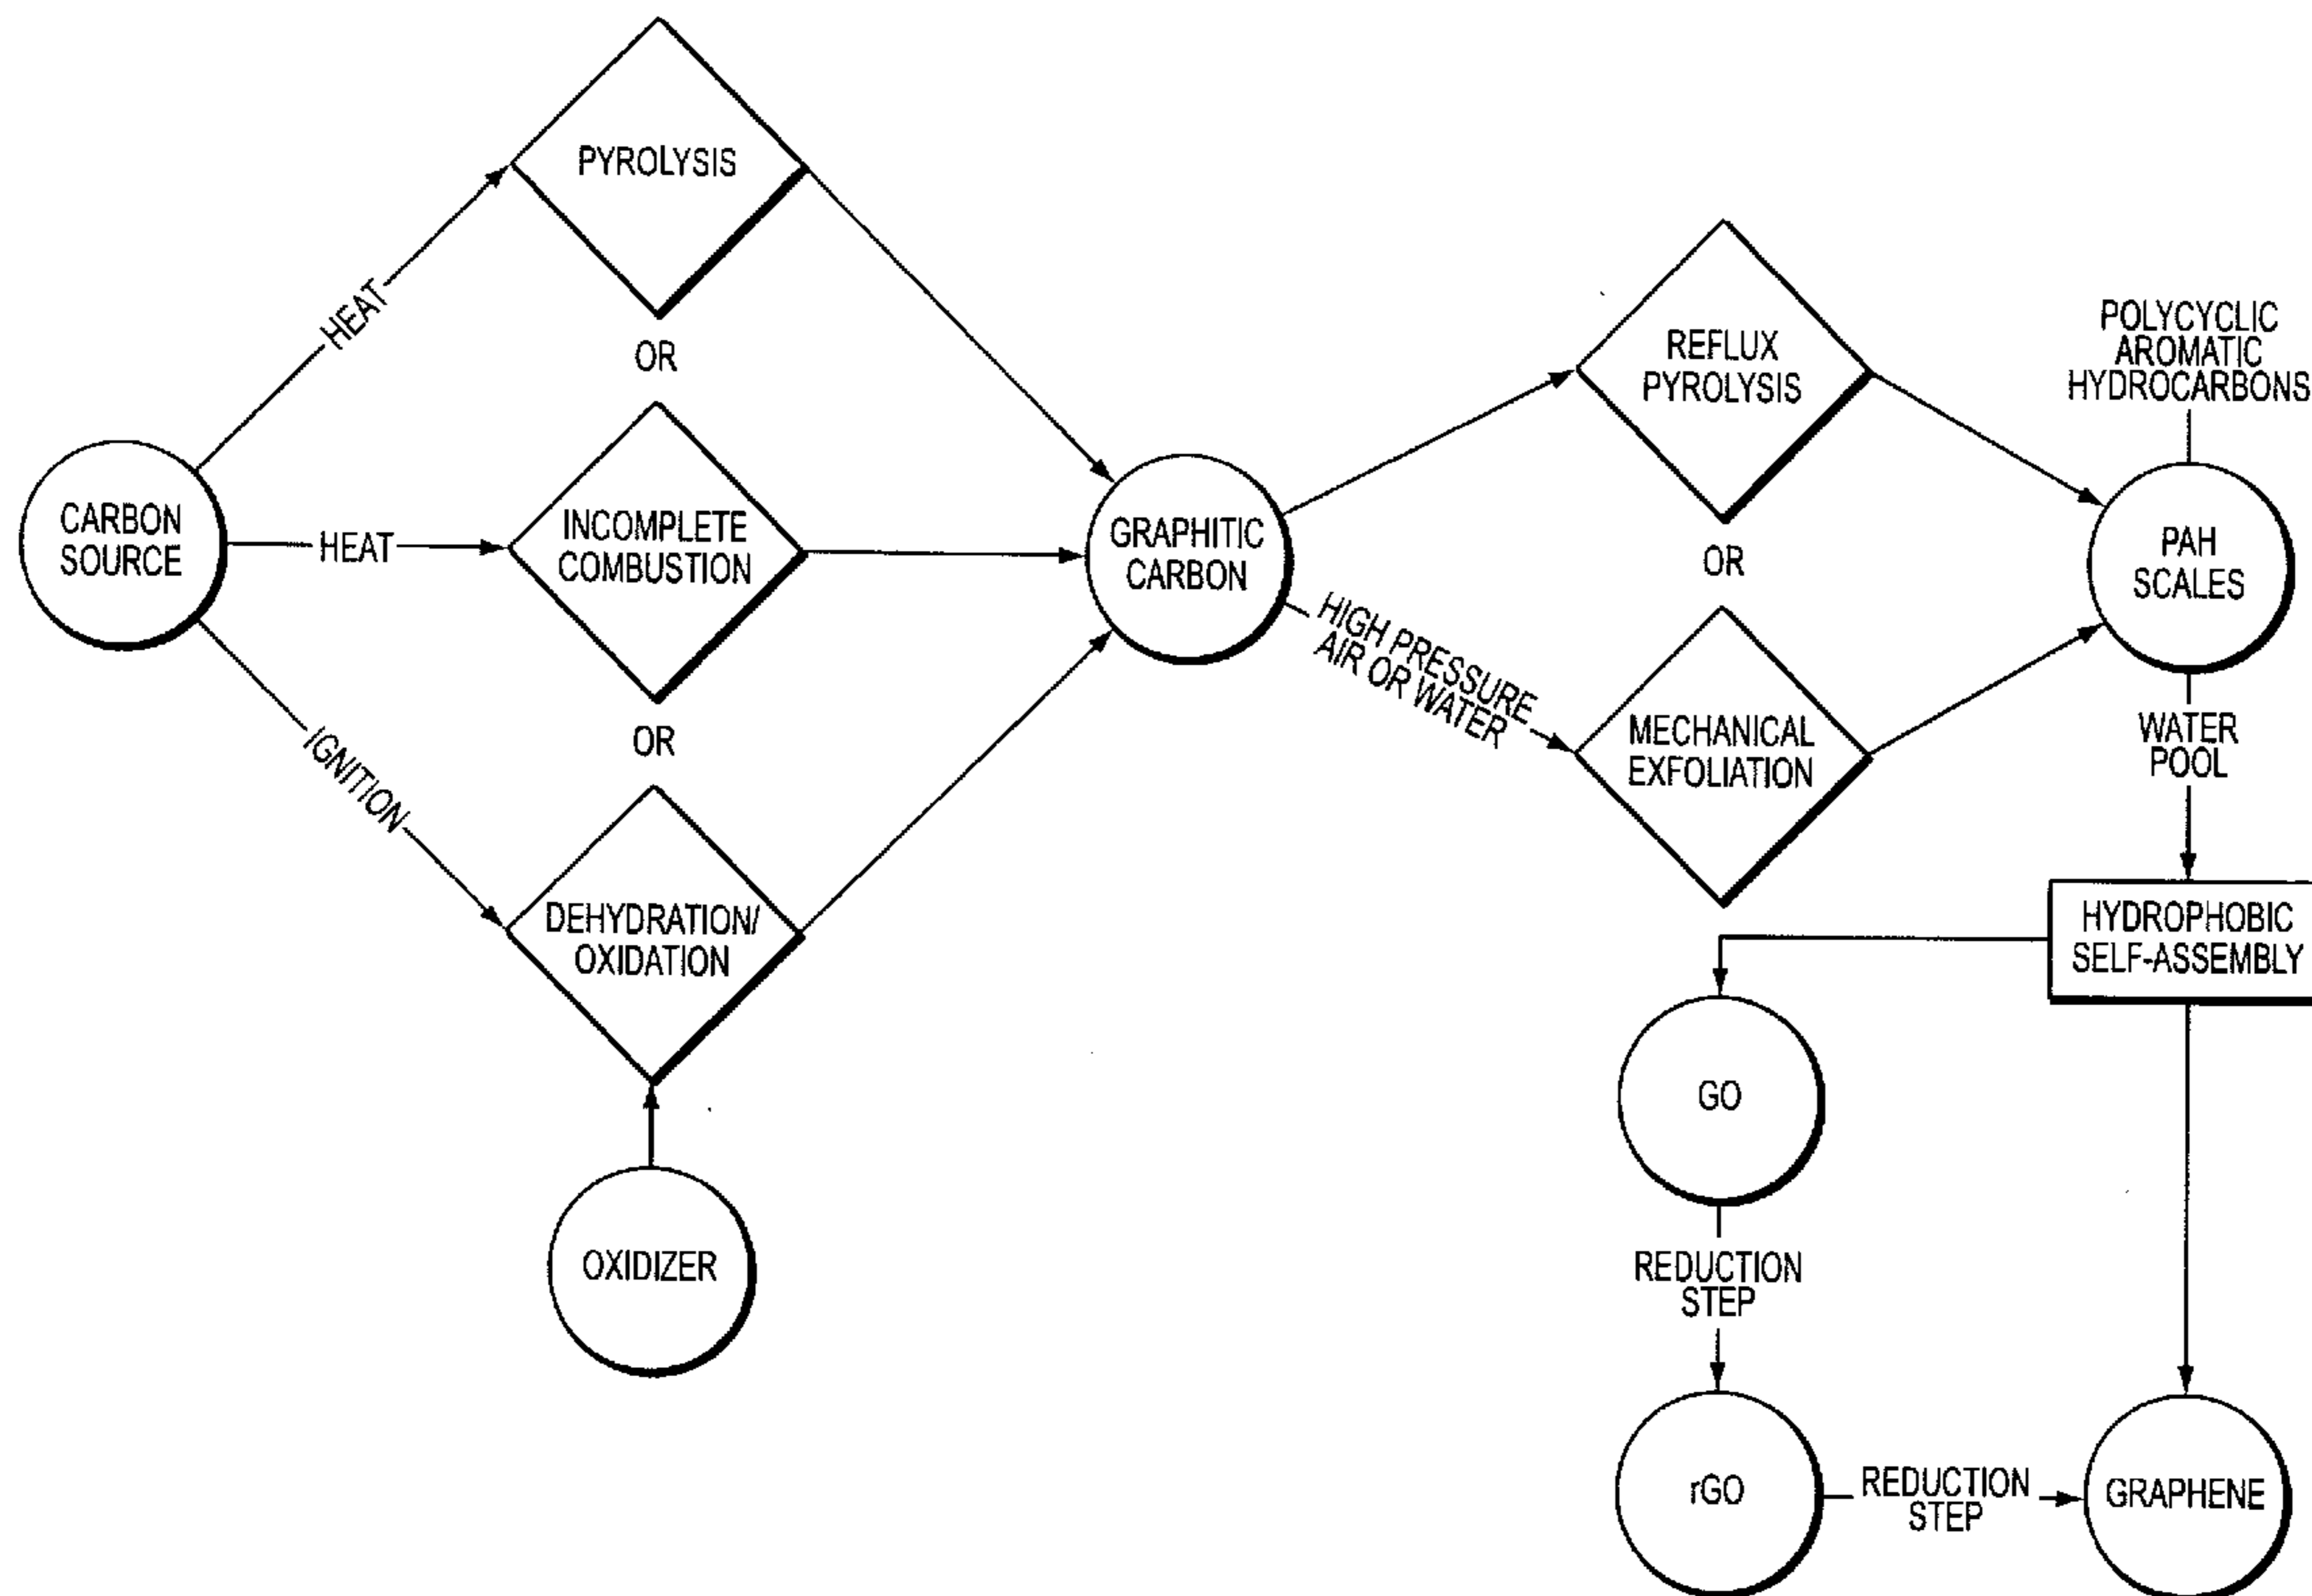 PYROLYSIS
HEAT
OR
CARBON
SOURCE
HEAT
INCOMPLETE
COMBUSTION
OR
IGNITION
DEHYDRATION/
OXIDATION
OXIDIZER
GRAPHITIC
CARBON
REFLUX
PYROLYSIS
OR
HIGH PRESSURE
AIR OR WATER
MECHANICAL
EXFOLIATION
POLYCYCLIC
AROMATIC
HYDROCARBONS
PAH
SCALES
WATER
POOL
HYDROPHOBIC
SELF-ASSEMBLY
GO
REDUCTION
STEP
rGO
REDUCTION
STEP
GRAPHENE